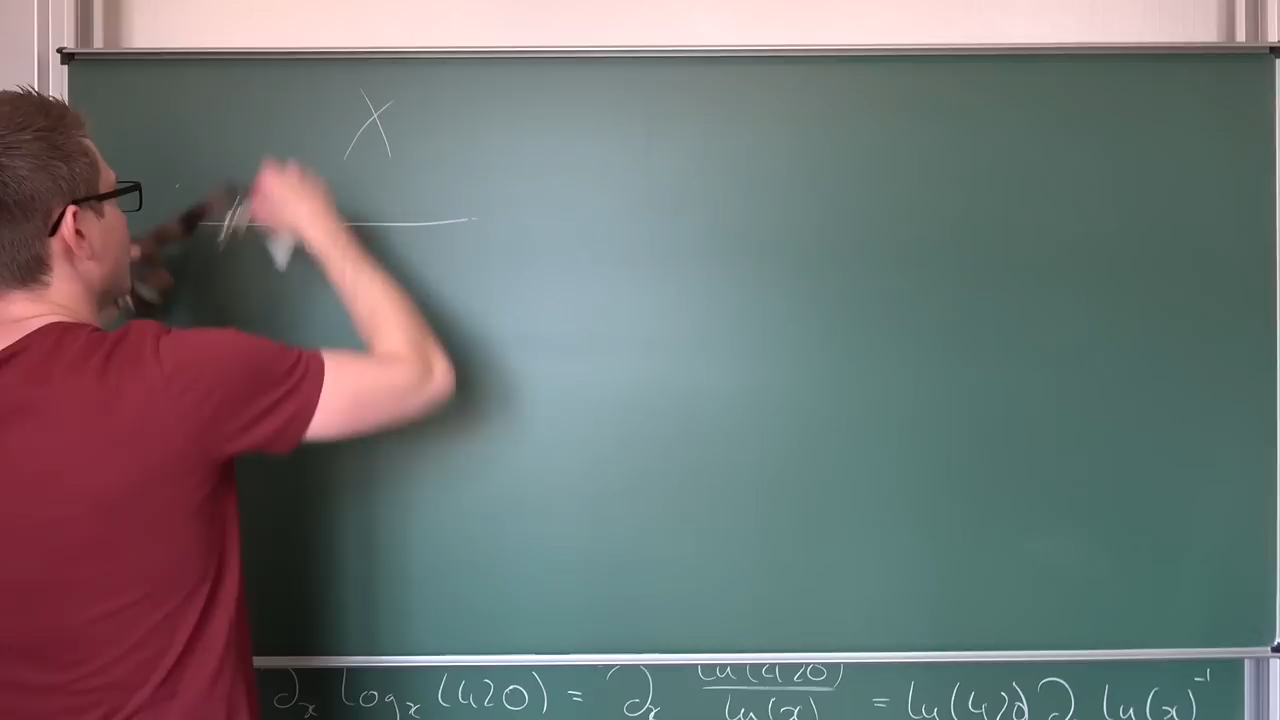 x
∂ₓ logₓ (420) = ∂ₓ ln(420)/ln(x) = ln(420) ∂ ln(x)⁻¹